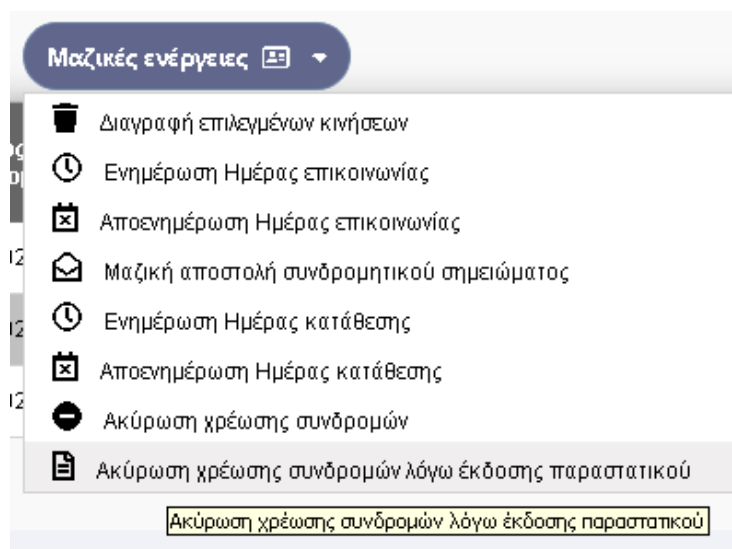 Μαζικές ενέργειες
Διαγραφή επιλεγμένων κινήσεων
Ενημέρωση Ημέρας επικοινωνίας
Αποενημέρωση Ημέρας επικοινωνίας
Μαζική αποστολή συνδρομητικού σημειώματος
Ενημέρωση Ημέρας κατάθεσης
Αποενημέρωση Ημέρας κατάθεσης
Ακύρωση χρέωσης συνδρομών
Ακύρωση χρέωσης συνδρομών λόγω έκδοσης παραστατικού
Ακύρωση χρέωσης συνδρομών λόγω έκδοσης παραστατικού